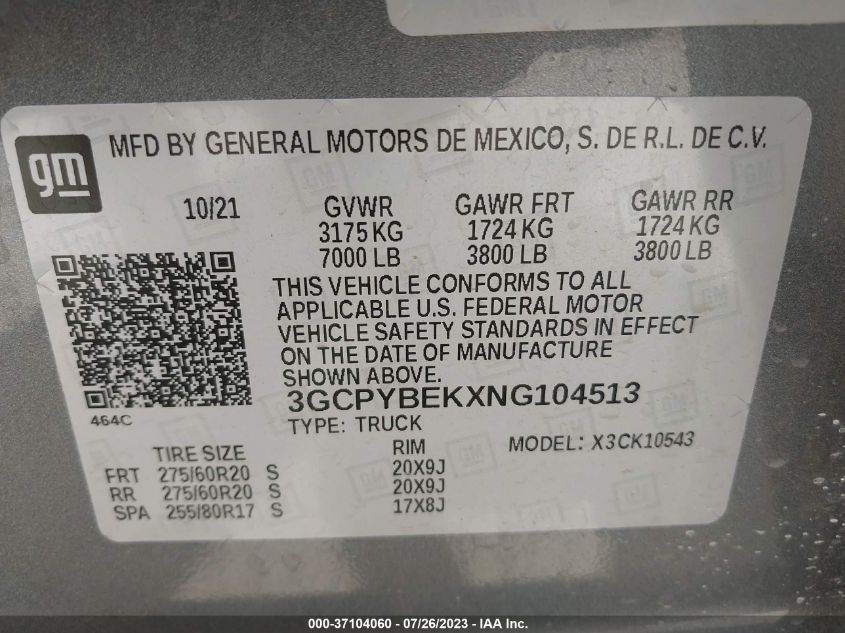 gm
MFD BY GENERAL MOTORS DE MEXICO, S. DE R.L. DE C.V.
10/21 GVWR GAWR FRT GAWR RR
3175 KG 1724 KG 1724 KG
7000 LB 3800 LB 3800 LB
THIS VEHICLE CONFORMS TO ALL
APPLICABLE U.S. FEDERAL MOTOR
VEHICLE SAFETY STANDARDS IN EFFECT
ON THE DATE OF MANUFACTURE
SHOWN ABOVE.
464C
3GCPYBEKXNG104513
TYPE: TRUCK
TIRE SIZE RIM MODEL: X3CK10543
FRT 275/60R20 S 20X9J
RR 275/60R20 S 20X9J
SPA 255/80R17 S 17X8J
000-37104060 - 07/26/2023 - IAA Inc.